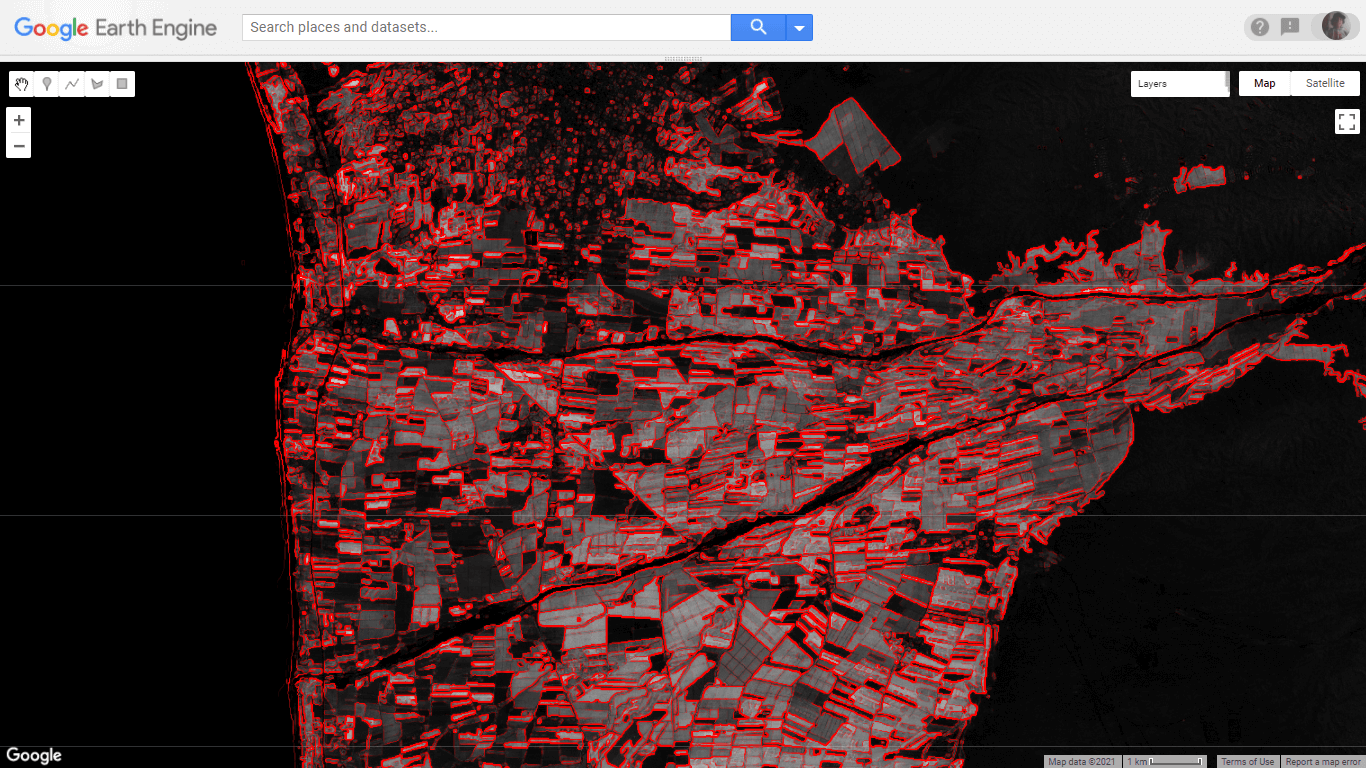 Google Earth Engine
Search places and datasets...
Layers
Map
Satellite
Google
Map data ©2021
1 km
Terms of Use
Report a map error